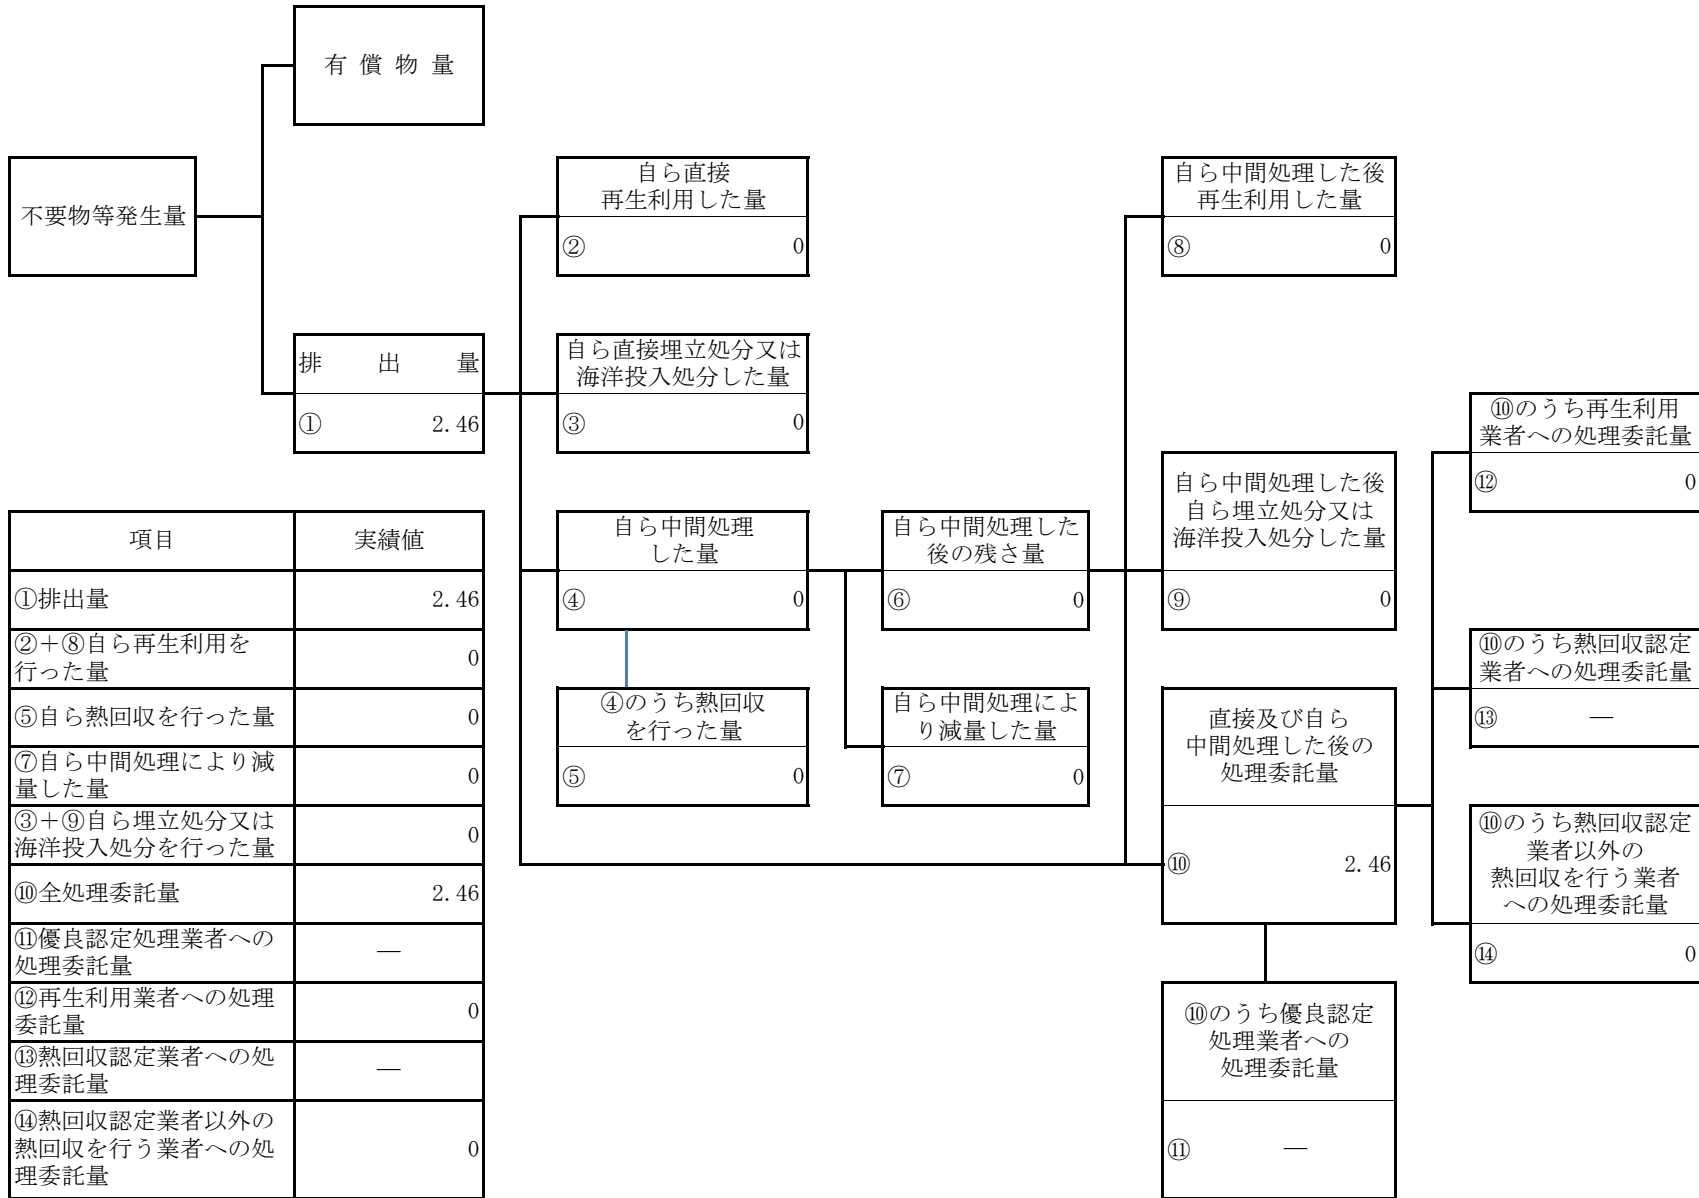 有 償 物 量
不要物等発生量
自ら直接
再生利用した量
② 0
自ら中間処理した後
再生利用した量
⑧ 0
排 出 量
① 2.46
自ら直接埋立処分又は
海洋投入処分した量
③ 0
⑩のうち再生利用
業者への処理委託量
⑫ 0
自ら中間処理した後
自ら埋立処分又は
海洋投入処分した量
⑨ 0
自ら中間処理
した量
④ 0
自ら中間処理した
後の残さ量
⑥ 0
⑩のうち熱回収認定
業者への処理委託量
⑬ ―
④のうち熱回収
を行った量
⑤ 0
自ら中間処理によ
り減量した量
⑦ 0
直接及び自ら
中間処理した後の
処理委託量
⑩ 2.46
⑩のうち熱回収認定
業者以外の
熱回収を行う業者
への処理委託量
⑭ 0
⑩のうち優良認定
処理業者への
処理委託量
⑪ ―
項目 実績値
①排出量 2.46
②＋⑧自ら再生利用を
行った量 0
⑤自ら熱回収を行った量 0
⑦自ら中間処理により減
量した量 0
③＋⑨自ら埋立処分又は
海洋投入処分を行った量 0
⑩全処理委託量 2.46
⑪優良認定処理業者への
処理委託量 ―
⑫再生利用業者への処理
委託量 0
⑬熱回収認定業者への処
理委託量 ―
⑭熱回収認定業者以外の
熱回収を行う業者への処
理委託量 0